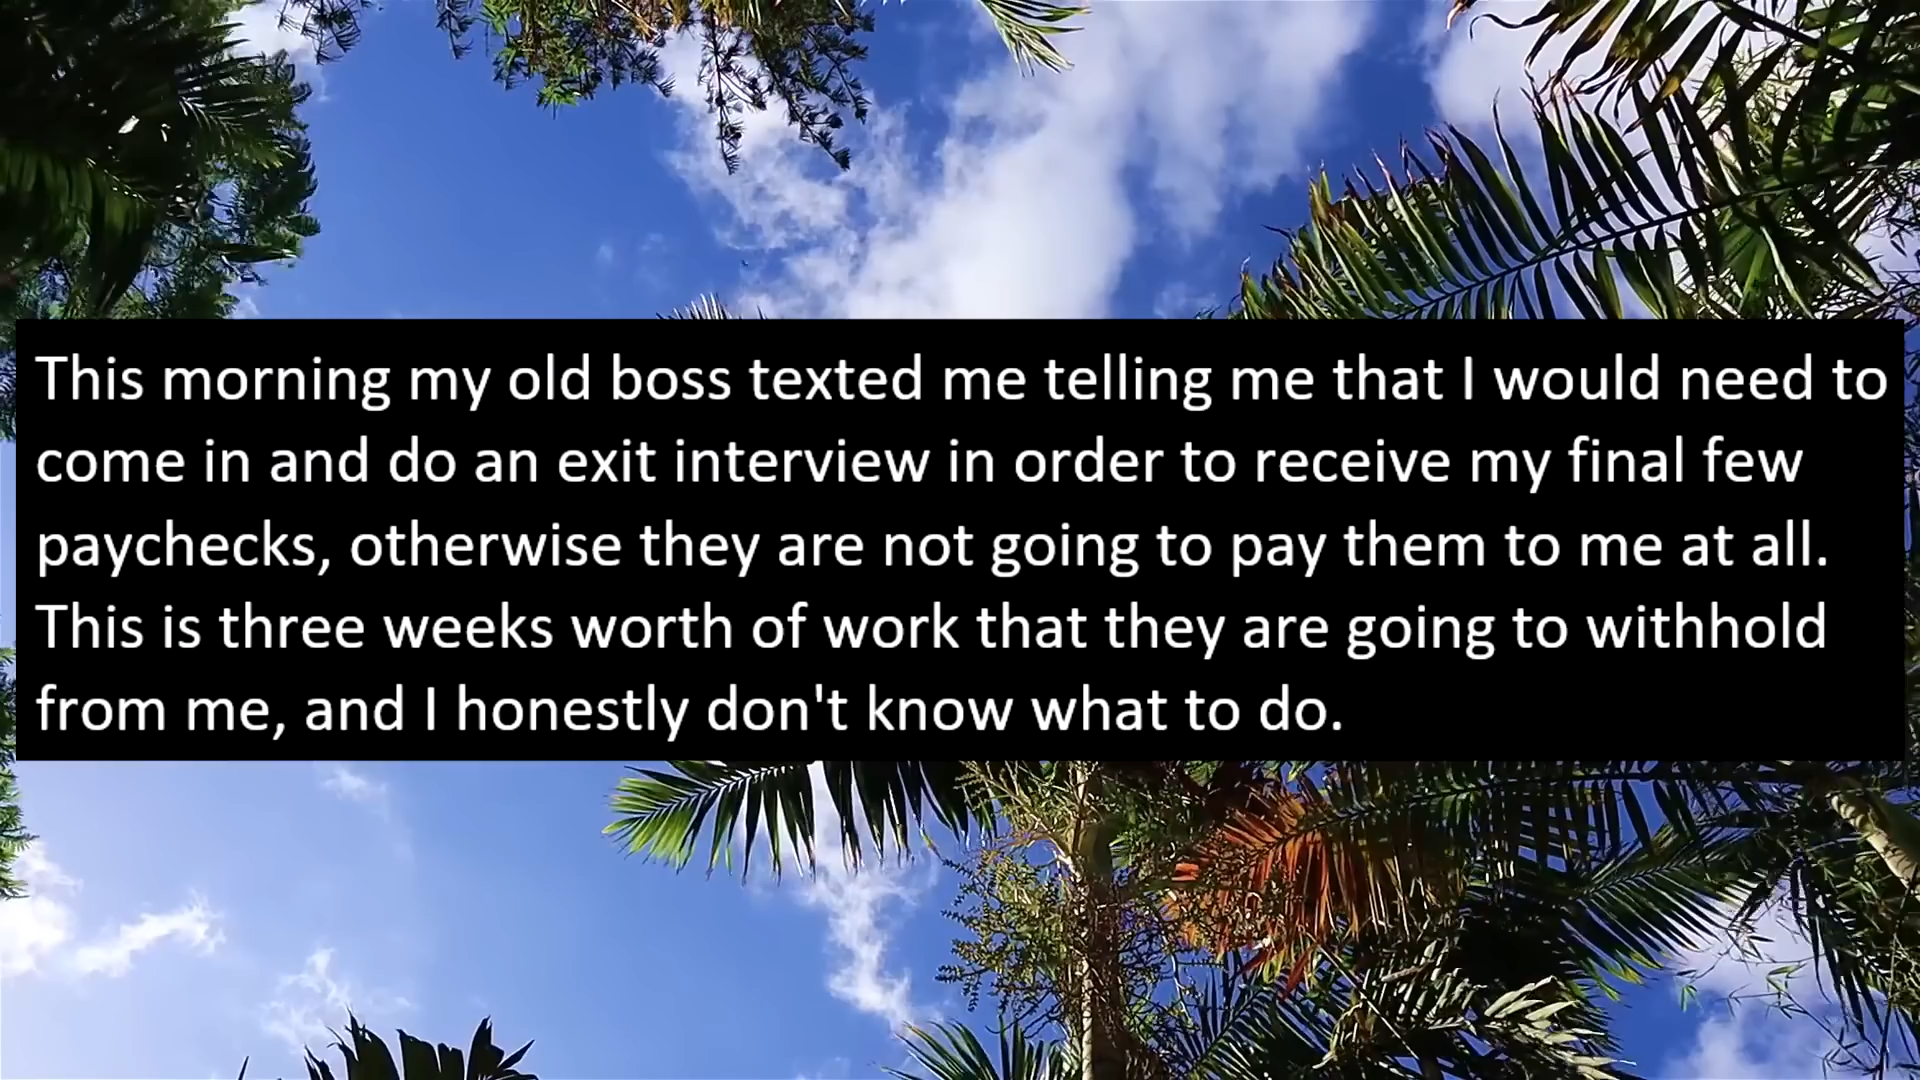 This morning my old boss texted me telling me that I would need to
come in and do an exit interview in order to receive my final few
paychecks, otherwise they are not going to pay them to me at all.
This is three weeks worth of work that they are going to withhold
from me, and I honestly don't know what to do.